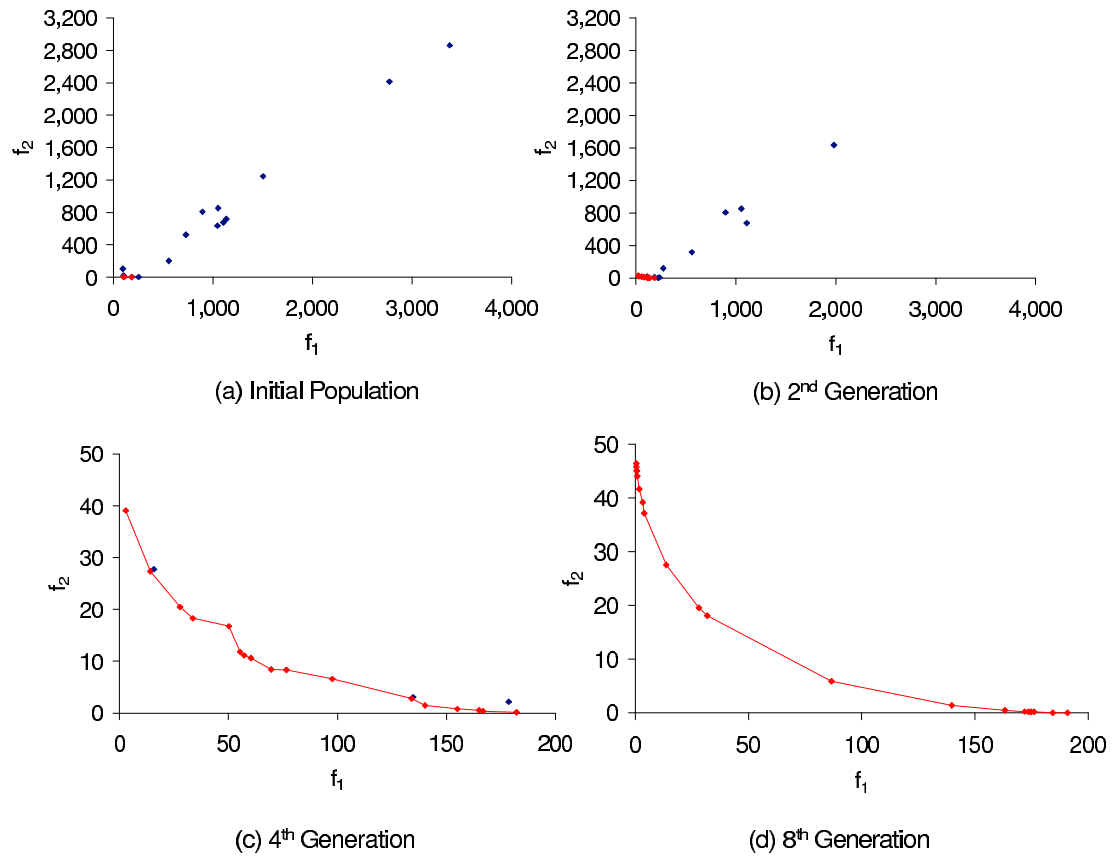 3,200
2,800
2,400
2,000
1,600
1,200
800
400
0
f2
0 1,000 2,000 3,000 4,000
f1
(a) Initial Population
3,200
2,800
2,400
2,000
1,600
1,200
800
400
0
f2
0 1,000 2,000 3,000 4,000
f1
(b) 2nd Generation
50
40
30
20
10
0
f2
0 50 100 150 200
f1
(c) 4th Generation
50
40
30
20
10
0
f2
0 50 100 150 200
f1
(d) 8th Generation